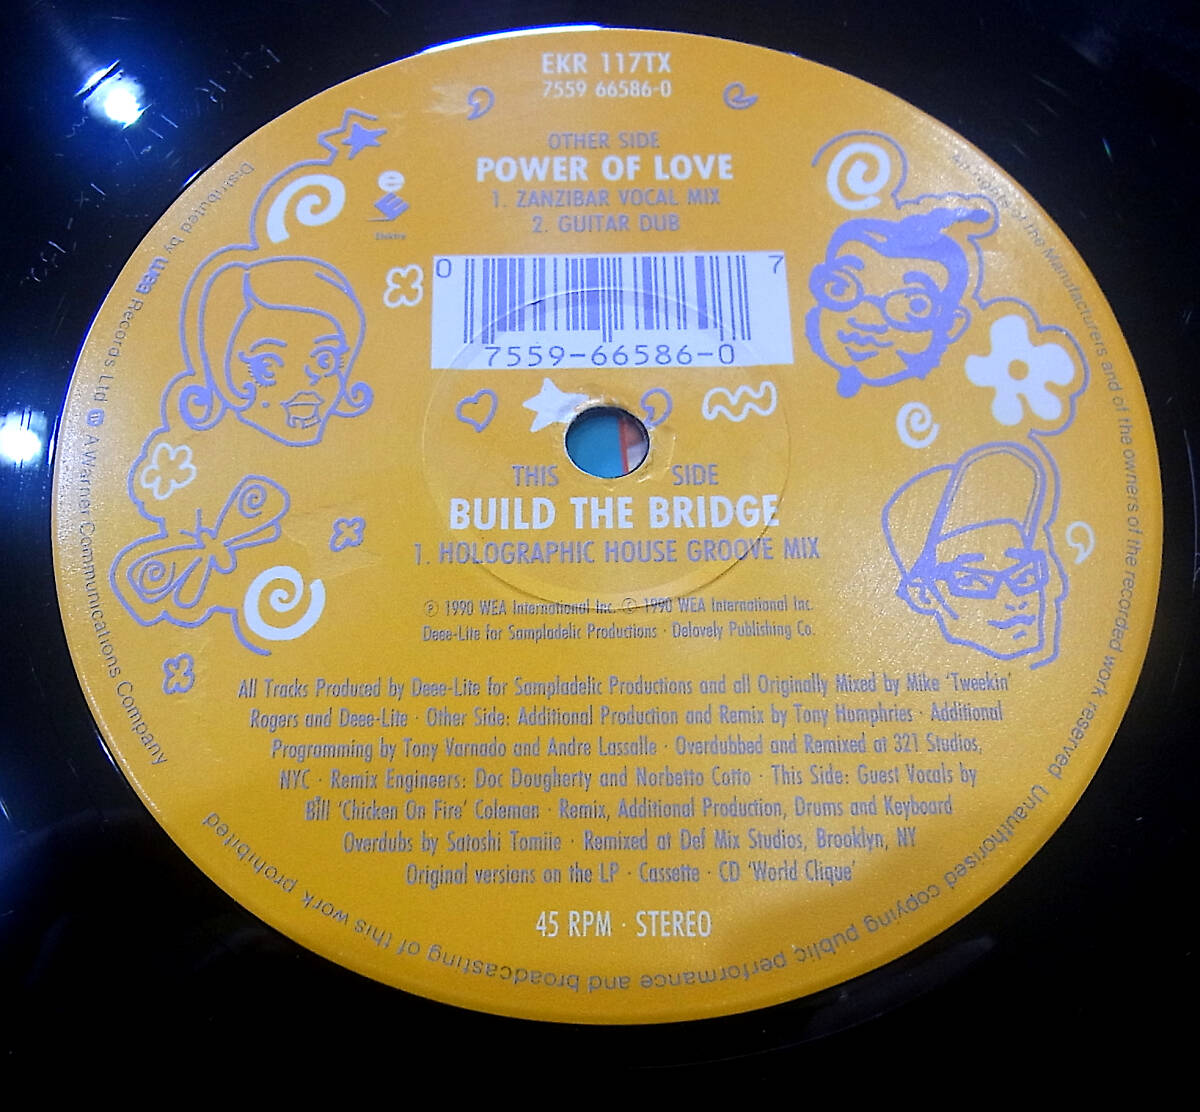 EKR 117TX
7559 66586-0
OTHER SIDE
POWER OF LOVE
1. ZANZIBAR VOCAL MIX
2. GUITAR DUB
e
Elektra
0 7
7559-66586-0
THIS SIDE
BUILD THE BRIDGE
1. HOLOGRAPHIC HOUSE GROOVE MIX
℗ 1990 WEA International Inc. © 1990 WEA International Inc.
Deee-Lite for Sampladelic Productions · Delovely Publishing Co.
All Tracks Produced by Deee-Lite for Sampladelic Productions and all Originally Mixed by Mike 'Tweekin'
Rogers and Deee-Lite · Other Side: Additional Production and Remix by Tony Humphries · Additional
Programming by Tony Varnado and Andre Lassalle · Overdubbed and Remixed at 321 Studios,
NYC · Remix Engineers: Doc Dougherty and Norbetto Cotto · This Side: Guest Vocals by
Bill 'Chicken On Fire' Coleman · Remix, Additional Production, Drums and Keyboard
Overdubs by Satoshi Tomiie · Remixed at Def Mix Studios, Brooklyn, NY
Original versions on the LP · Cassette · CD 'World Clique'
45 RPM · STEREO
All rights of the Manufacturers and of the owners of the recorded work reserved Unauthorised copying public performance and broadcasting of this work prohibited
Distributed by wea Records Ltd A Warner Communications Company